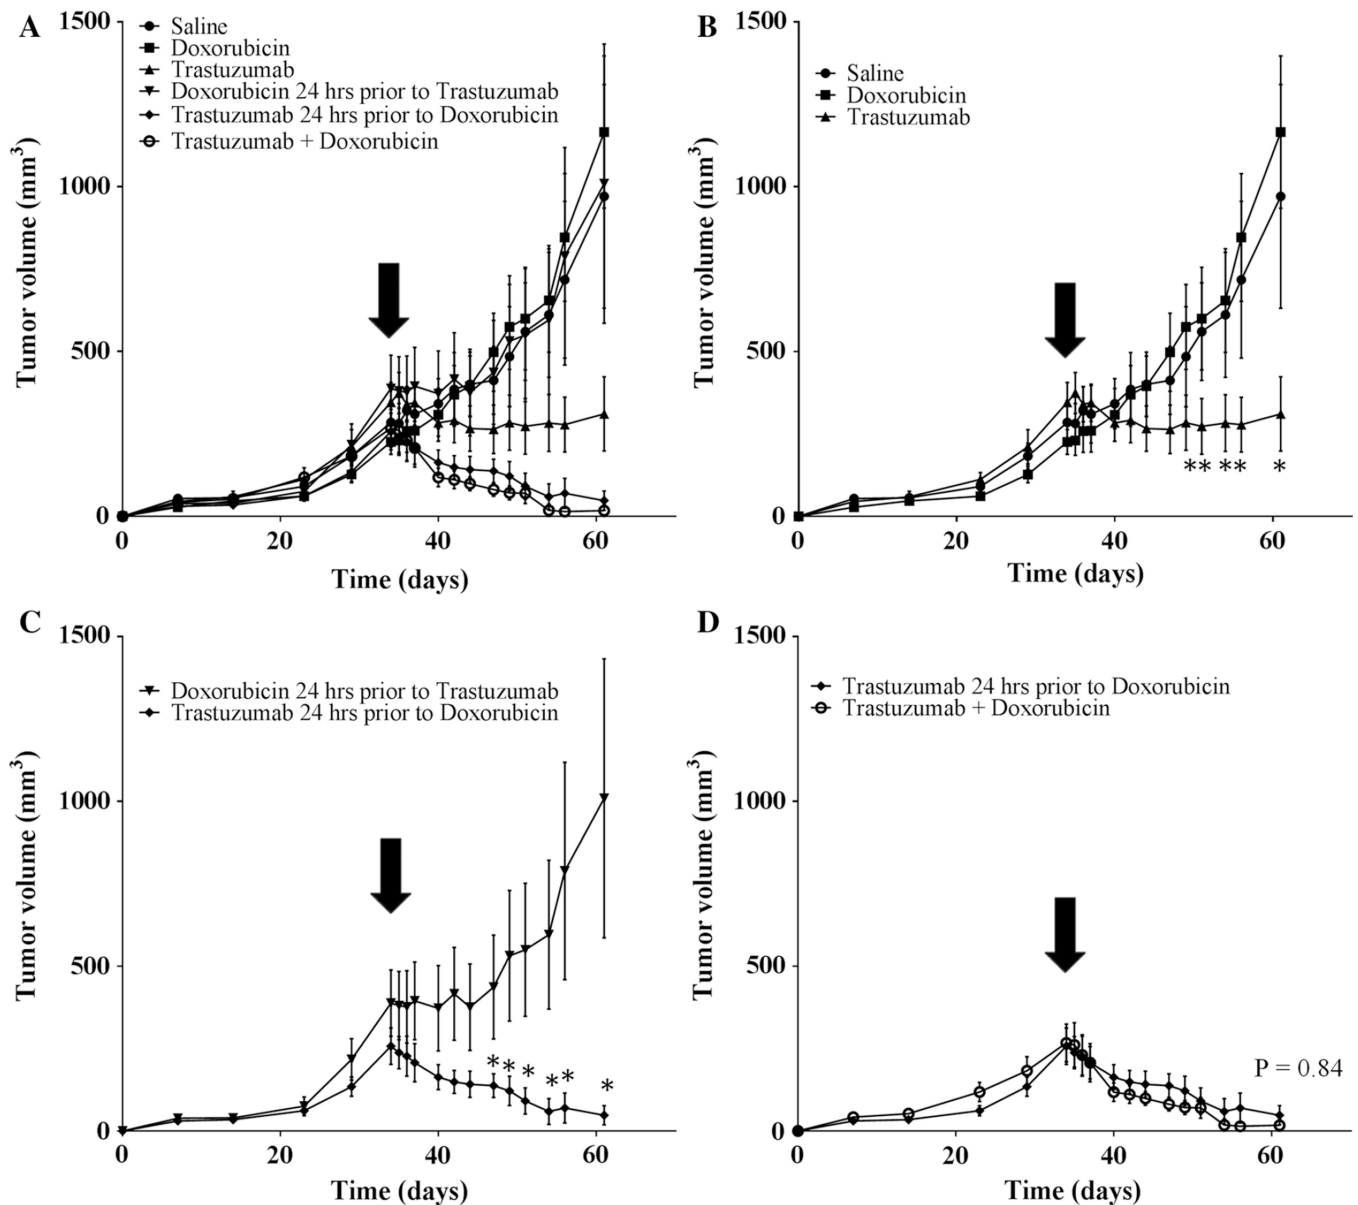 A
Tumor volume (mm³)
1500
1000
500
0
Saline
Doxorubicin
Trastuzumab
Doxorubicin 24 hrs prior to Trastuzumab
Trastuzumab 24 hrs prior to Doxorubicin
Trastuzumab + Doxorubicin
0 20 40 60
Time (days)
B
Tumor volume (mm³)
1500
1000
500
0
Saline
Doxorubicin
Trastuzumab
** ** *
0 20 40 60
Time (days)
C
Tumor volume (mm³)
1500
1000
500
0
Doxorubicin 24 hrs prior to Trastuzumab
Trastuzumab 24 hrs prior to Doxorubicin
* * * * * *
0 20 40 60
Time (days)
D
Tumor volume (mm³)
1500
1000
500
0
Trastuzumab 24 hrs prior to Doxorubicin
Trastuzumab + Doxorubicin
P = 0.84
0 20 40 60
Time (days)